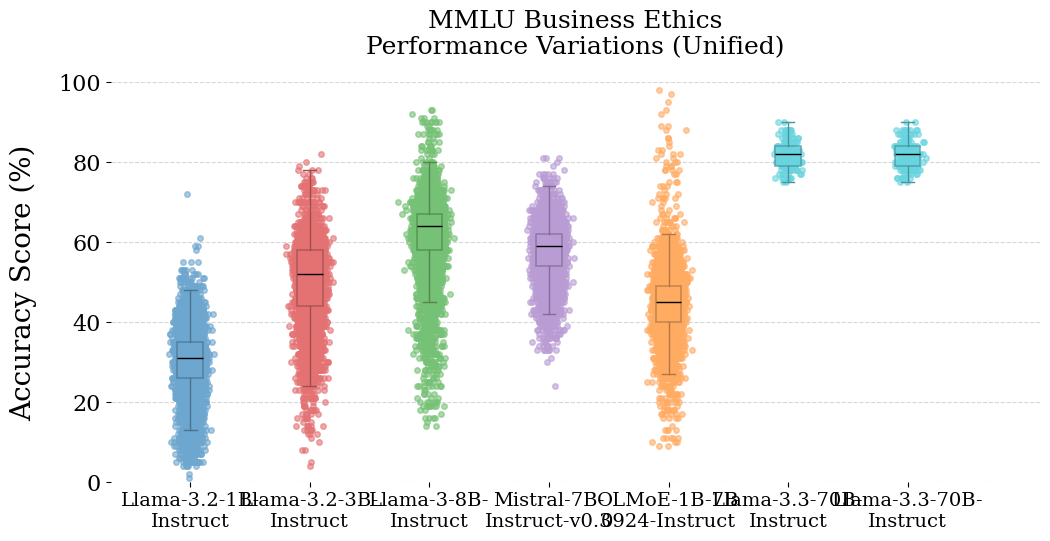 MMLU Business Ethics
Performance Variations (Unified)
Accuracy Score (%)
100
80
60
40
20
0
Llama-3.2-1B-
Instruct
Llama-3.2-3B-
Instruct
Llama-3-8B-
Instruct
Mistral-7B-
Instruct-v0.3
OLMoE-1B-7B-
0924-Instruct
Llama-3.3-70B-
Instruct
Llama-3.3-70B-
Instruct